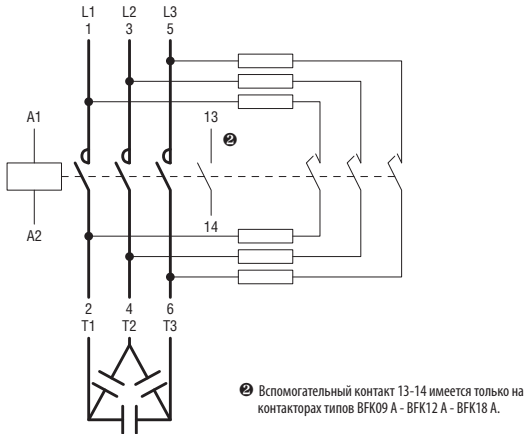 L1 L2 L3
1 3 5
A1
13
❷
14
A2
2 4 6
T1 T2 T3
❷ Вспомогательный контакт 13-14 имеется только на
контакторах типов BFK09 A - BFK12 A - BFK18 A.